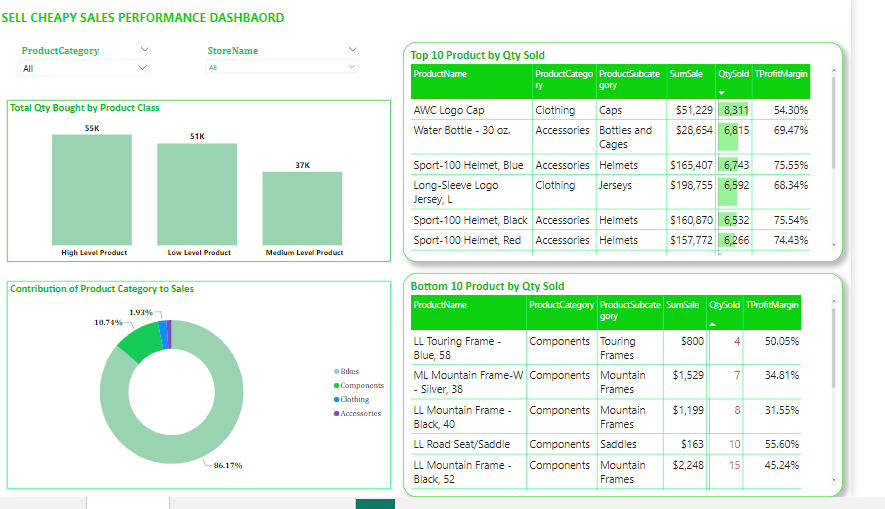 SELL CHEAPY SALES PERFORMANCE DASHBAORD
ProductCategory
All
StoreName
All
Total Qty Bought by Product Class
55K
51K
37K
High Level Product
Low Level Product
Medium Level Product
Contribution of Product Category to Sales
1.93%
10.74%
86.17%
Bikes
Components
Clothing
Accessories
Top 10 Product by Qty Sold
ProductName ProductCatego ProductSubcate SumSale QtySold TProfitMargin
ry gory
AWC Logo Cap Clothing Caps $51,229 8,311 54.30%
Water Bottle - 30 oz. Accessories Bottles and $28,654 6,815 69.47%
Cages
Sport-100 Helmet, Blue Accessories Helmets $165,407 6,743 75.55%
Long-Sleeve Logo Clothing Jerseys $198,755 6,592 68.34%
Jersey, L
Sport-100 Helmet, Black Accessories Helmets $160,870 6,532 75.54%
Sport-100 Helmet, Red Accessories Helmets $157,772 6,266 74.43%
Bottom 10 Product by Qty Sold
ProductName ProductCategory ProductSubcate SumSale QtySold TProfitMargin
gory
LL Touring Frame - Components Touring $800 4 50.05%
Blue, 58 Frames
ML Mountain Frame-W Components Mountain $1,529 7 34.81%
- Silver, 38 Frames
LL Mountain Frame - Components Mountain $1,199 8 31.55%
Black, 40 Frames
LL Road Seat/Saddle Components Saddles $163 10 55.60%
LL Mountain Frame - Components Mountain $2,248 15 45.24%
Black, 52 Frames